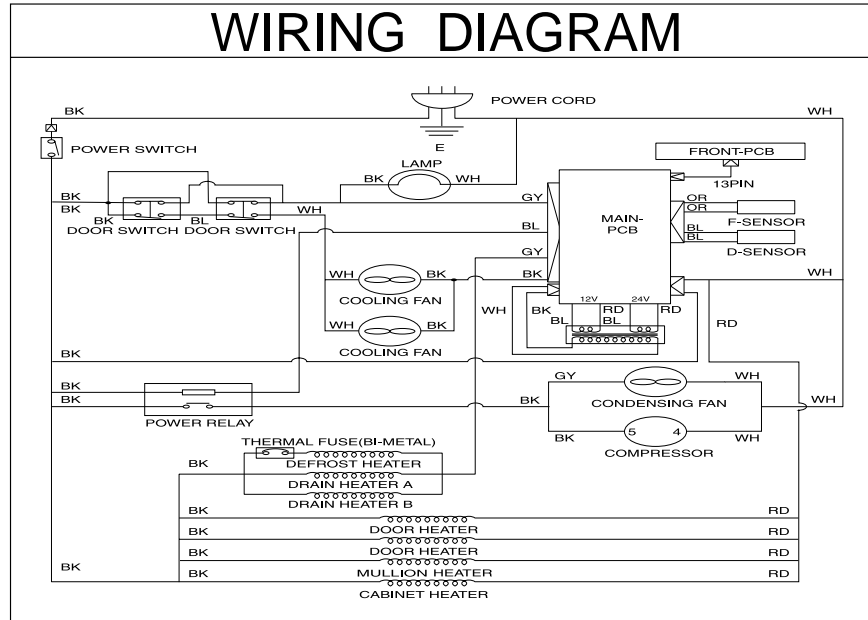 WIRING DIAGRAM
POWER CORD
BK
WH
E
POWER SWITCH
FRONT-PCB
LAMP
BK
WH
13PIN
BK
BK
GY
MAIN-
PCB
OR
OR
F-SENSOR
BK
BL
WH
DOOR SWITCH
DOOR SWITCH
BL
BL
BL
D-SENSOR
GY
WH
BK
BK
WH
COOLING FAN
12V
24V
WH
BK
RD
RD
BL
BL
RD
WH
BK
COOLING FAN
BK
BK
BK
POWER RELAY
GY
WH
CONDENSING FAN
BK
WH
5
4
BK
WH
COMPRESSOR
THERMAL FUSE(BI-METAL)
BK
DEFROST HEATER
DRAIN HEATER A
DRAIN HEATER B
BK
RD
DOOR HEATER
BK
RD
DOOR HEATER
BK
RD
BK
MULLION HEATER
BK
RD
CABINET HEATER